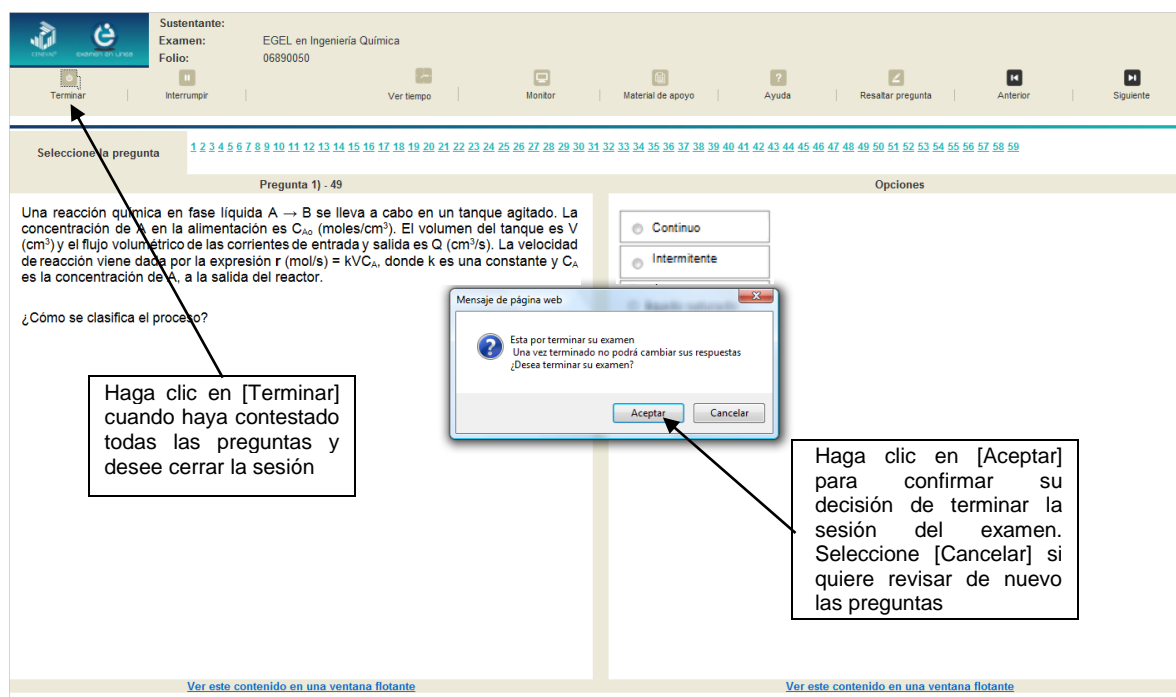 Sustentante:
Examen: EGEL en Ingeniería Química
Folio: 06890050
CENEVAL
examen en línea
Terminar
Interrumpir
Ver tiempo
Monitor
Material de apoyo
Ayuda
Resaltar pregunta
Anterior
Siguiente
Seleccione la pregunta
1 2 3 4 5 6 7 8 9 10 11 12 13 14 15 16 17 18 19 20 21 22 23 24 25 26 27 28 29 30 31 32 33 34 35 36 37 38 39 40 41 42 43 44 45 46 47 48 49 50 51 52 53 54 55 56 57 58 59
Pregunta 1) - 49
Una reacción química en fase líquida A → B se lleva a cabo en un tanque agitado. La
concentración de A en la alimentación es CAo (moles/cm³). El volumen del tanque es V
(cm³) y el flujo volumétrico de las corrientes de entrada y salida es Q (cm³/s). La velocidad
de reacción viene dada por la expresión r (mol/s) = kVCA, donde k es una constante y CA
es la concentración de A, a la salida del reactor.
¿Cómo se clasifica el proceso?
Opciones
Continuo
Intermitente
líquido saturado
Mensaje de página web
Esta por terminar su examen
Una vez terminado no podrá cambiar sus respuestas
¿Desea terminar su examen?
Aceptar
Cancelar
Haga clic en [Terminar]
cuando haya contestado
todas las preguntas y
desee cerrar la sesión
Haga clic en [Aceptar]
para confirmar su
decisión de terminar la
sesión del examen.
Seleccione [Cancelar] si
quiere revisar de nuevo
las preguntas
Ver este contenido en una ventana flotante
Ver este contenido en una ventana flotante